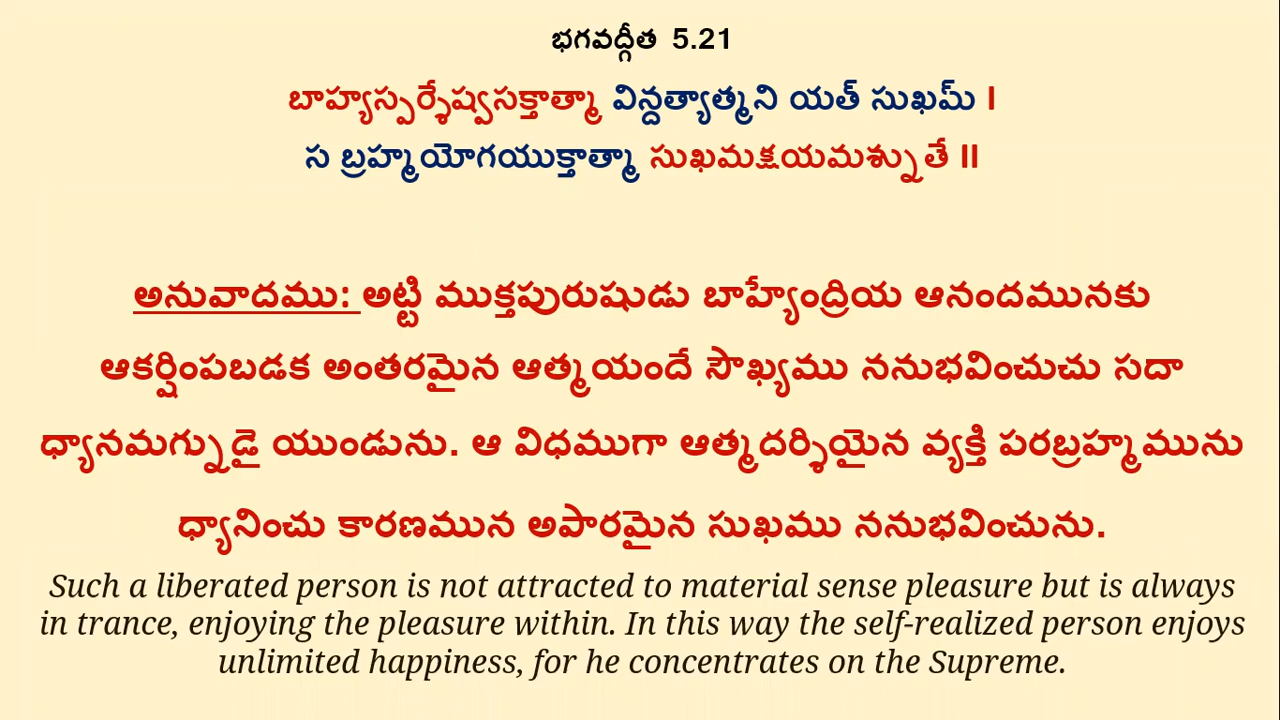 భగవద్గీత 5.21
బాహ్యస్పర్శేష్వసక్తాత్మా విన్దత్యాత్మని యత్ సుఖమ్ I
స బ్రహ్మయోగయుక్తాత్మా సుఖమక్షయమశ్నుతే II
అనువాదము: అట్టి ముక్తపురుషుడు బాహ్యేంద్రియ ఆనందమునకు
ఆకర్షింపబడక అంతరమైన ఆత్మయందే సౌఖ్యము ననుభవించుచు సదా
ధ్యానమగ్నుడై యుండును. ఆ విధముగా ఆత్మదర్శియైన వ్యక్తి పరబ్రహ్మమును
ధ్యానించు కారణమున అపారమైన సుఖము ననుభవించును.
Such a liberated person is not attracted to material sense pleasure but is always
in trance, enjoying the pleasure within. In this way the self-realized person enjoys
unlimited happiness, for he concentrates on the Supreme.